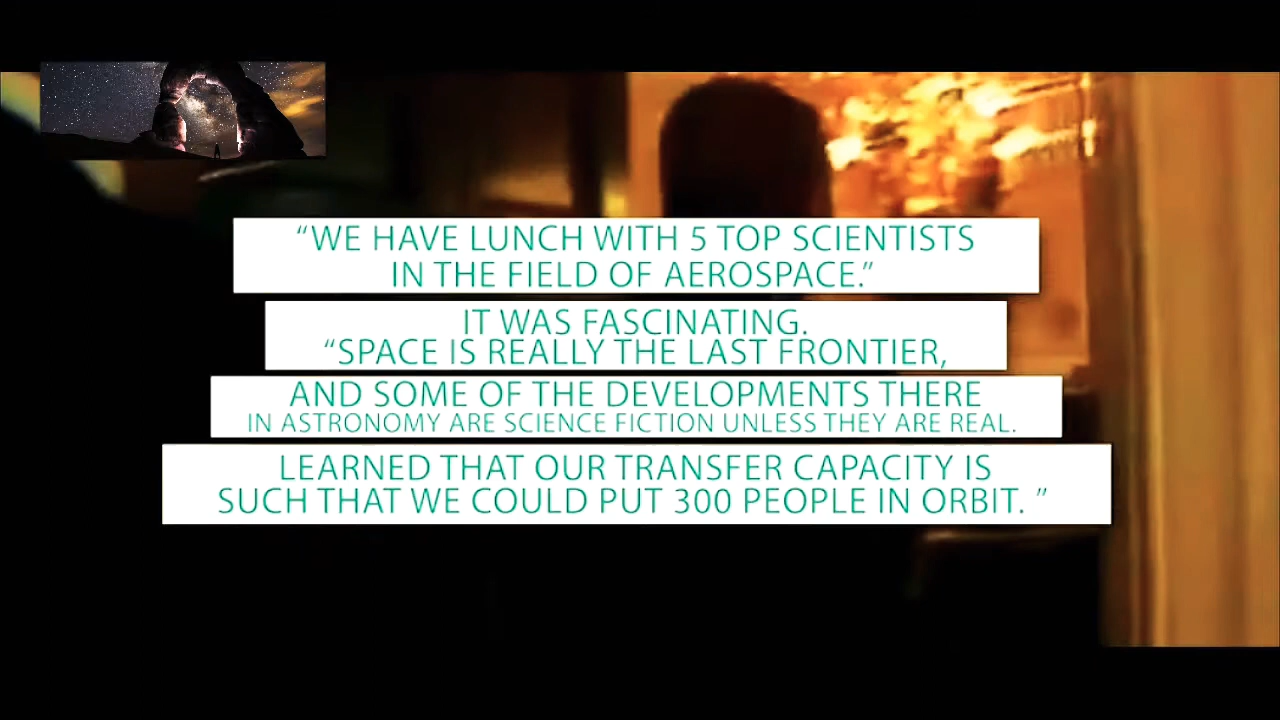 “WE HAVE LUNCH WITH 5 TOP SCIENTISTS
IN THE FIELD OF AEROSPACE.”
IT WAS FASCINATING.
“SPACE IS REALLY THE LAST FRONTIER,
AND SOME OF THE DEVELOPMENTS THERE
IN ASTRONOMY ARE SCIENCE FICTION UNLESS THEY ARE REAL.
LEARNED THAT OUR TRANSFER CAPACITY IS
SUCH THAT WE COULD PUT 300 PEOPLE IN ORBIT. ”